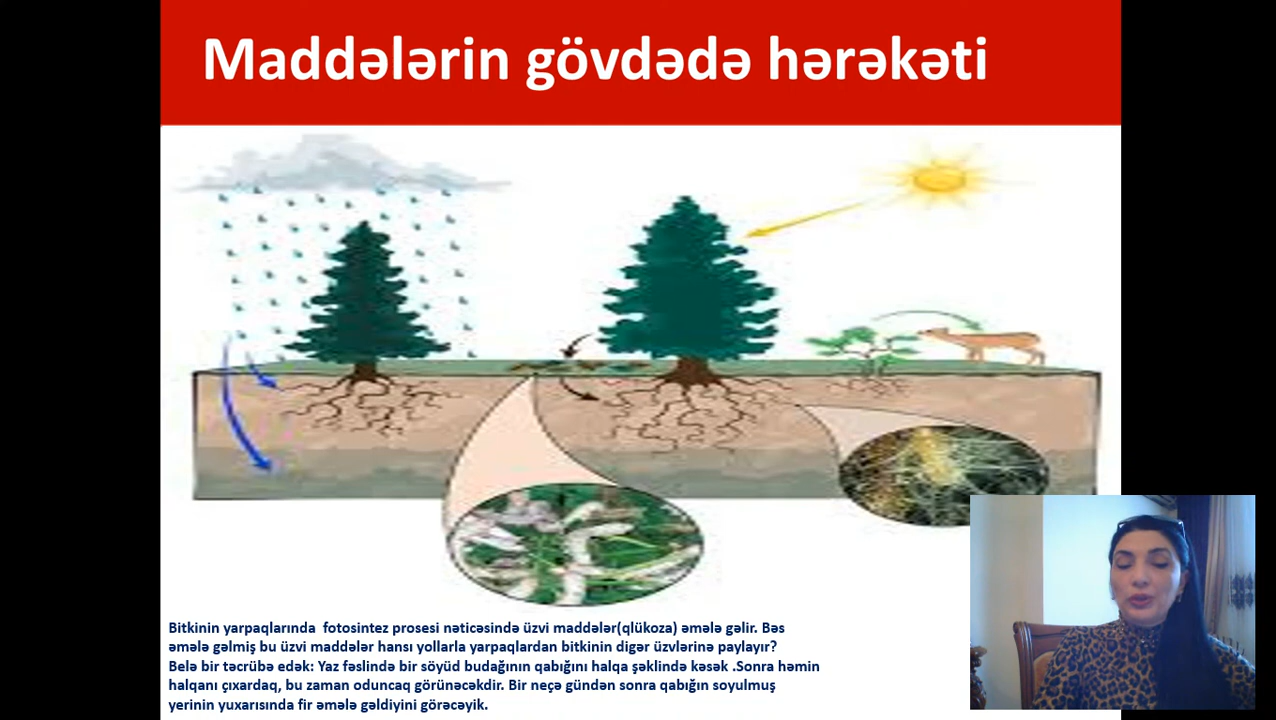 Maddələrin gövdədə hərəkəti
Bitkinin yarpaqlarında fotosintez prosesi nəticəsində üzvi maddələr(qlükoza) əmələ gəlir. Bəs
əmələ gəlmiş bu üzvi maddələr hansı yollarla yarpaqlardan bitkinin digər üzvlərinə paylayır?
Belə bir təcrübə edək: Yaz fəslində bir söyüd budağının qabığını halqa şəklində kəsək .Sonra həmin
halqanı çıxardaq, bu zaman oduncaq görünəcəkdir. Bir neçə gündən sonra qabığın soyulmuş
yerinin yuxarısında fir əmələ gəldiyini görəcəyik.